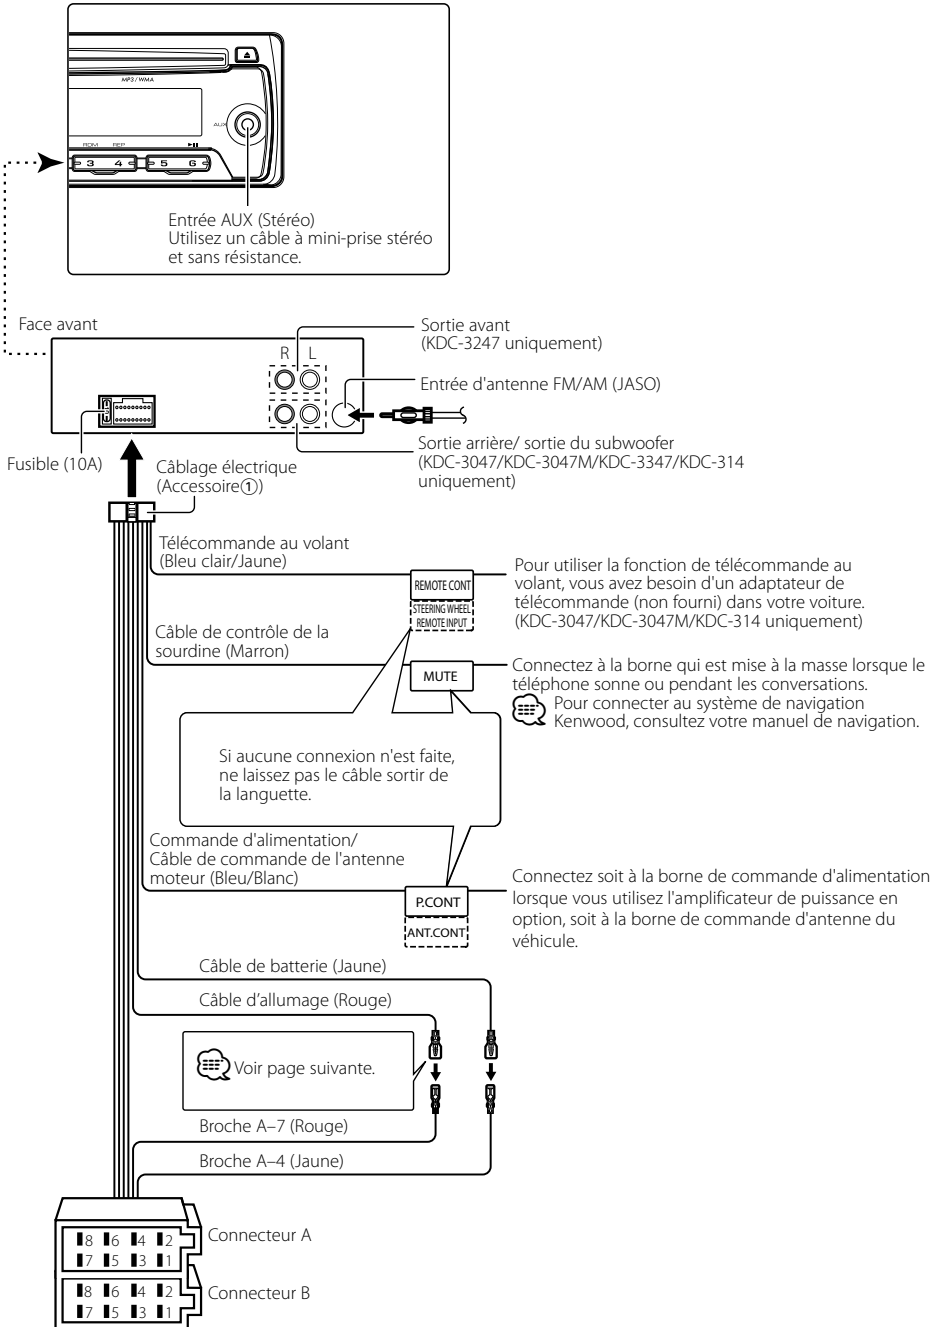 MP3/WMA
AUX
RDM REP ►II
3 4 5 6
Entrée AUX (Stéréo)
Utilisez un câble à mini-prise stéréo
et sans résistance.
Face avant
R L
Sortie avant
(KDC-3247 uniquement)
Entrée d'antenne FM/AM (JASO)
Sortie arrière/ sortie du subwoofer
(KDC-3047/KDC-3047M/KDC-3347/KDC-314
uniquement)
Fusible (10A)
Câblage électrique
(Accessoire①)
Télécommande au volant
(Bleu clair/Jaune)
REMOTE CONT
STEERING WHEEL
REMOTE INPUT
Pour utiliser la fonction de télécommande au
volant, vous avez besoin d'un adaptateur de
télécommande (non fourni) dans votre voiture.
(KDC-3047/KDC-3047M/KDC-314 uniquement)
Câble de contrôle de la
sourdine (Marron)
MUTE
Connectez à la borne qui est mise à la masse lorsque le
téléphone sonne ou pendant les conversations.
Pour connecter au système de navigation
Kenwood, consultez votre manuel de navigation.
Si aucune connexion n'est faite,
ne laissez pas le câble sortir de
la languette.
Commande d'alimentation/
Câble de commande de l'antenne
moteur (Bleu/Blanc)
P.CONT
ANT.CONT
Connectez soit à la borne de commande d'alimentation
lorsque vous utilisez l'amplificateur de puissance en
option, soit à la borne de commande d'antenne du
véhicule.
Câble de batterie (Jaune)
Câble d'allumage (Rouge)
Voir page suivante.
Broche A–7 (Rouge)
Broche A–4 (Jaune)
Connecteur A
8 6 4 2
7 5 3 1
Connecteur B
8 6 4 2
7 5 3 1